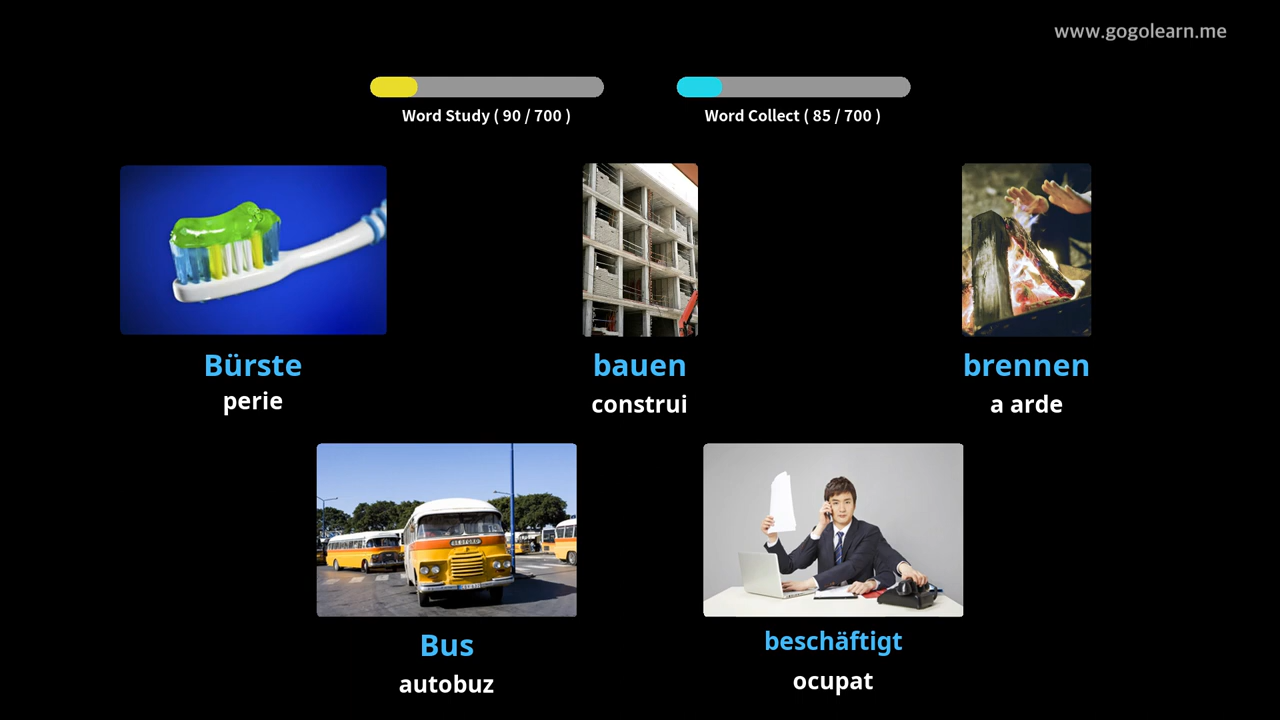 www.gogolearn.me
Word Study ( 90 / 700 )
Word Collect ( 85 / 700 )
Bürste
perie
bauen
construi
brennen
a arde
BEDFORD
Bus
autobuz
beschäftigt
ocupat